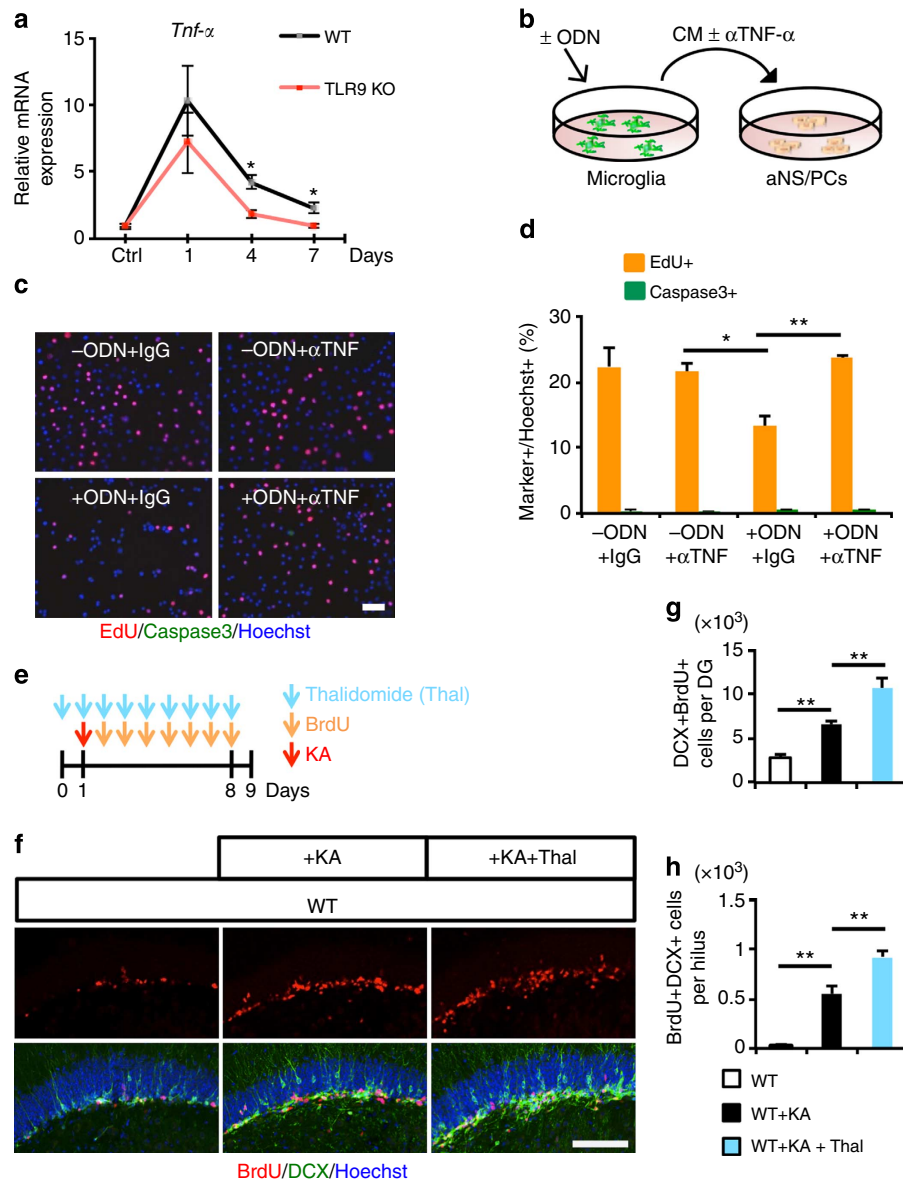 a
Tnf-α
Relative mRNA
expression
15
10
5
0
WT
TLR9 KO
*
*
Ctrl 1 4 7 Days
b
± ODN
CM ± αTNF-α
Microglia
aNS/PCs
c
–ODN+IgG
–ODN+αTNF
+ODN+IgG
+ODN+αTNF
EdU/Caspase3/Hoechst
d
EdU+
Caspase3+
Marker+/Hoechst+ (%)
30
20
10
0
*
**
–ODN
+IgG
–ODN
+αTNF
+ODN
+IgG
+ODN
+αTNF
e
Thalidomide (Thal)
BrdU
KA
0 1 8 9 Days
f
+KA
+KA+Thal
WT
BrdU/DCX/Hoechst
g
(×10³)
DCX+BrdU+
cells per DG
15
10
5
0
**
**
h
(×10³)
BrdU+DCX+ cells
per hilus
1
0.5
0
**
**
WT
WT+KA
WT+KA + Thal